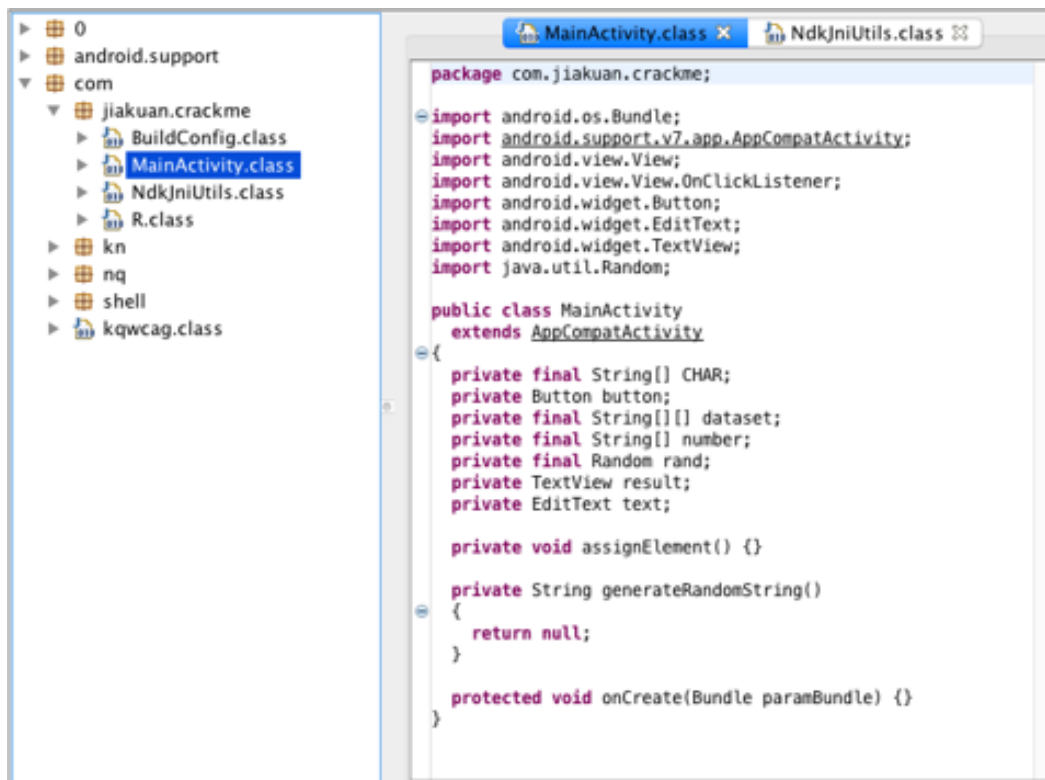 0
android.support
com
jiakuan.crackme
BuildConfig.class
MainActivity.class
NdkJniUtils.class
R.class
kn
nq
shell
kqwcag.class
MainActivity.class
NdkJniUtils.class
package com.jiakuan.crackme;
import android.os.Bundle;
import android.support.v7.app.AppCompatActivity;
import android.view.View;
import android.view.View.OnClickListener;
import android.widget.Button;
import android.widget.EditText;
import android.widget.TextView;
import java.util.Random;
public class MainActivity
extends AppCompatActivity
{
private final String[] CHAR;
private Button button;
private final String[][] dataset;
private final String[] number;
private final Random rand;
private TextView result;
private EditText text;
private void assignElement() {}
private String generateRandomString()
{
return null;
}
protected void onCreate(Bundle paramBundle) {}
}